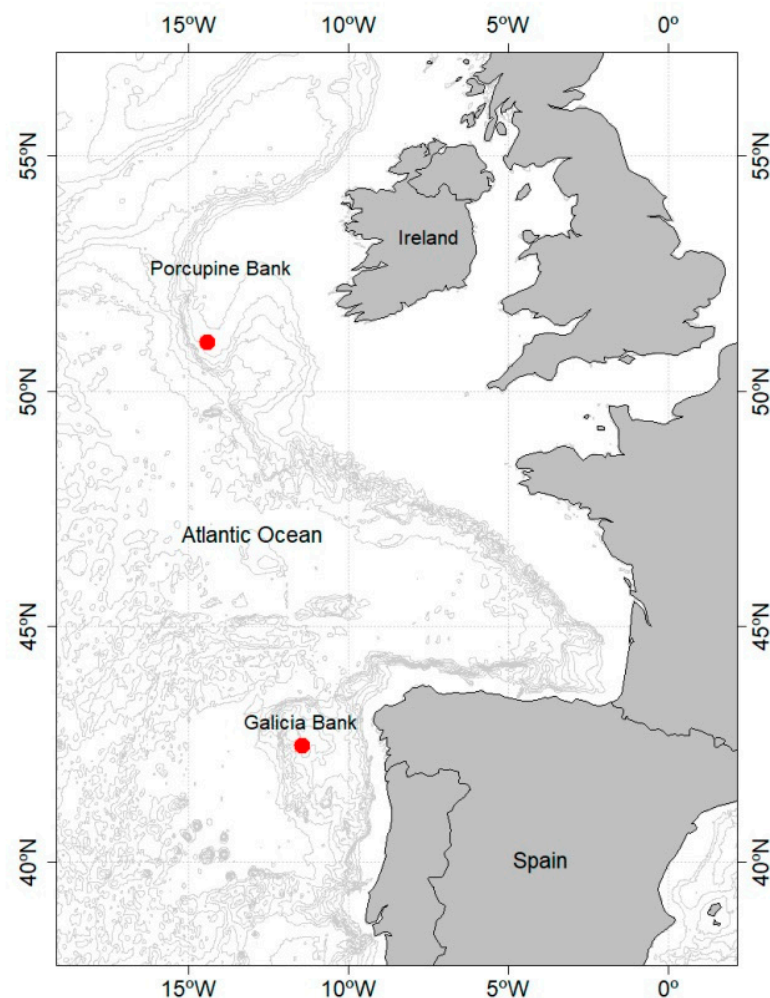 15ºW 10ºW 5ºW 0º
55ºN 55ºN
Ireland
Porcupine Bank
50ºN 50ºN
Atlantic Ocean
45ºN 45ºN
Galicia Bank
40ºN Spain 40ºN
15ºW 10ºW 5ºW 0º